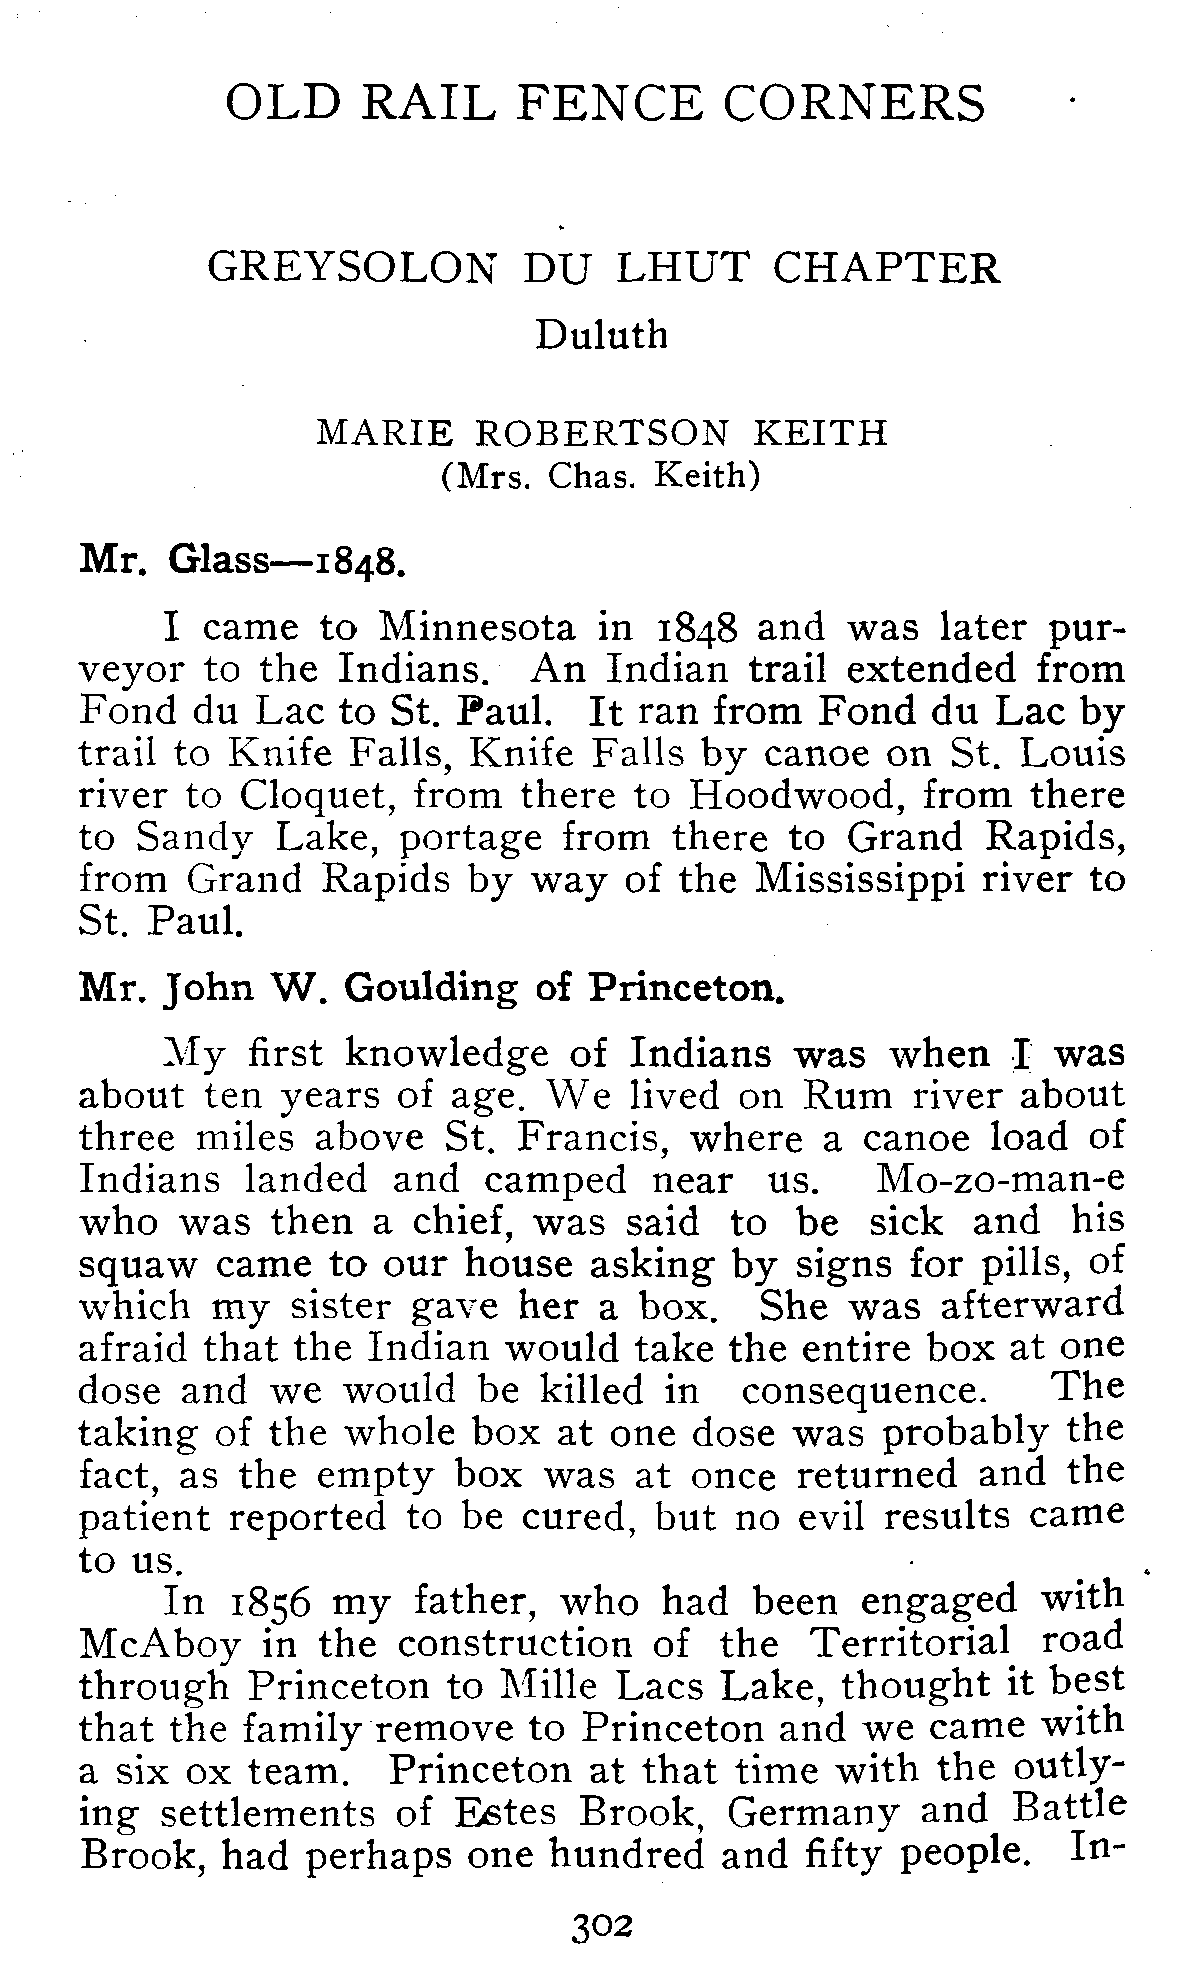 OLD RAIL FENCE CORNERS
GREYSOLON DU LHUT CHAPTER
Duluth
MARIE ROBERTSON KEITH
(Mrs. Chas. Keith)
Mr. Glass—1848.
I came to Minnesota in 1848 and was later pur-
veyor to the Indians. An Indian trail extended from
Fond du Lac to St. Paul. It ran from Fond du Lac by
trail to Knife Falls, Knife Falls by canoe on St. Louis
river to Cloquet, from there to Hoodwood, from there
to Sandy Lake, portage from there to Grand Rapids,
from Grand Rapids by way of the Mississippi river to
St. Paul.
Mr. John W. Goulding of Princeton.
My first knowledge of Indians was when I was
about ten years of age. We lived on Rum river about
three miles above St. Francis, where a canoe load of
Indians landed and camped near us. Mo-zo-man-e
who was then a chief, was said to be sick and his
squaw came to our house asking by signs for pills, of
which my sister gave her a box. She was afterward
afraid that the Indian would take the entire box at one
dose and we would be killed in consequence. The
taking of the whole box at one dose was probably the
fact, as the empty box was at once returned and the
patient reported to be cured, but no evil results came
to us.
In 1856 my father, who had been engaged with
McAboy in the construction of the Territorial road
through Princeton to Mille Lacs Lake, thought it best
that the family remove to Princeton and we came with
a six ox team. Princeton at that time with the outly-
ing settlements of Estes Brook, Germany and Battle
Brook, had perhaps one hundred and fifty people. In-
302